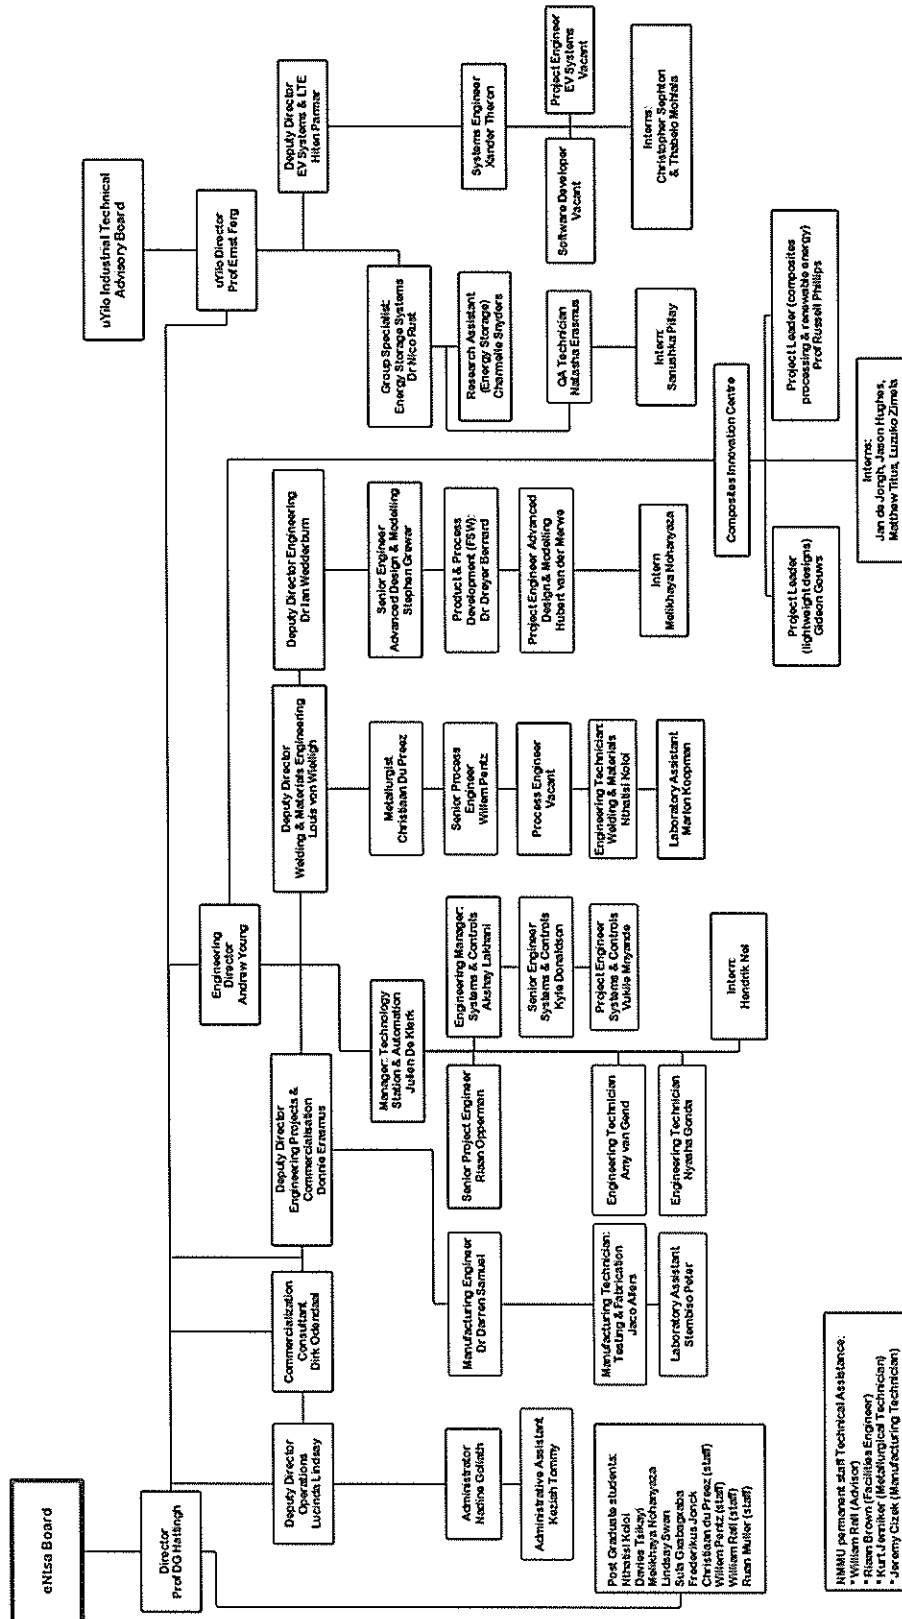 eNtsa Board
Director
Prof DG Hattingh
uYilo Industrial Technical
Advisory Board
Engineering
Director
Andrew Young
uYilo Director
Prof Ernst Ferg
Deputy Director
Operations
Lucinda Lindsay
Commercialization
Consultant
Dirk Odendaal
Deputy Director
Engineering Projects &
Commercialisation
Donnie Erasmus
Deputy Director
Welding & Materials Engineering
Louis von Wielligh
Deputy Director Engineering
Dr Ian Wedderburn
Deputy Director
EV Systems & LTE
Hiten Parmar
Administrator
Nadine Goliath
Administrative Assistant
Keziah Tommy
Post Graduate students:
Nthatisi Koloi
Davies Tsikayi
Melikhaya Nohanyaza
Lindsay Swan
Sula Gxabagxaba
Frederikus Jonck
Christiaan du Preez (staff)
Willem Pentz (staff)
William Rall (staff)
Ruan Muller (staff)
Manufacturing Engineer
Dr Darren Samuel
Manufacturing Technician:
Testing & Fabrication
Jaco Allers
Laboratory Assistant
Stembiso Peter
Manager: Technology
Station & Automation
Julien De Klerk
Senior Project Engineer
Riaan Opperman
Engineering Manager:
Systems & Controls
Akshay Lakhani
Senior Engineer
Systems & Controls
Kyle Donaldson
Project Engineer
Systems & Controls
Vukile Mnyande
Engineering Technician
Amy van Gend
Engineering Technician
Nyasha Gonda
Intern:
Hendrik Nel
Metallurgist
Christiaan Du Preez
Senior Process
Engineer
Willem Pentz
Process Engineer
Vacant
Engineering Technician:
Welding & Materials
Nthatisi Koloi
Laboratory Assistant
Marlon Koopman
Senior Engineer
Advanced Design & Modelling
Stephen Grewar
Product & Process
Development (FSW):
Dr Dreyer Bernard
Project Engineer Advanced
Design & Modelling
Hubert van der Merwe
Intern
Melikhaya Nohanyaza
Group Specialist:
Energy Storage Systems
Dr Nico Rust
Research Assistant
(Energy Storage)
Charmelle Snyders
QA Technician
Natasha Erasmus
Intern:
Sanushka Pillay
Systems Engineer
Xander Theron
Software Developer
Vacant
Project Engineer
EV Systems
Vacant
Interns:
Christopher Sephton
& Thabelo Mohlala
Composites Innovation Centre
Project Leader
(lightweight designs)
Gideon Gouws
Project Leader (composites
processing & renewable energy)
Prof Russell Phillips
Interns:
Jan de Jongh, Jason Hughes,
Matthew Titus, Luzuko Zimela
NMMU permanent staff Technical Assistance:
* William Rall (Advisor)
* Riaan Brown (Facilities Engineer)
* Kurt Jenniker (Metallurgical Technician)
* Jeremy Cizek (Manufacturing Technician)